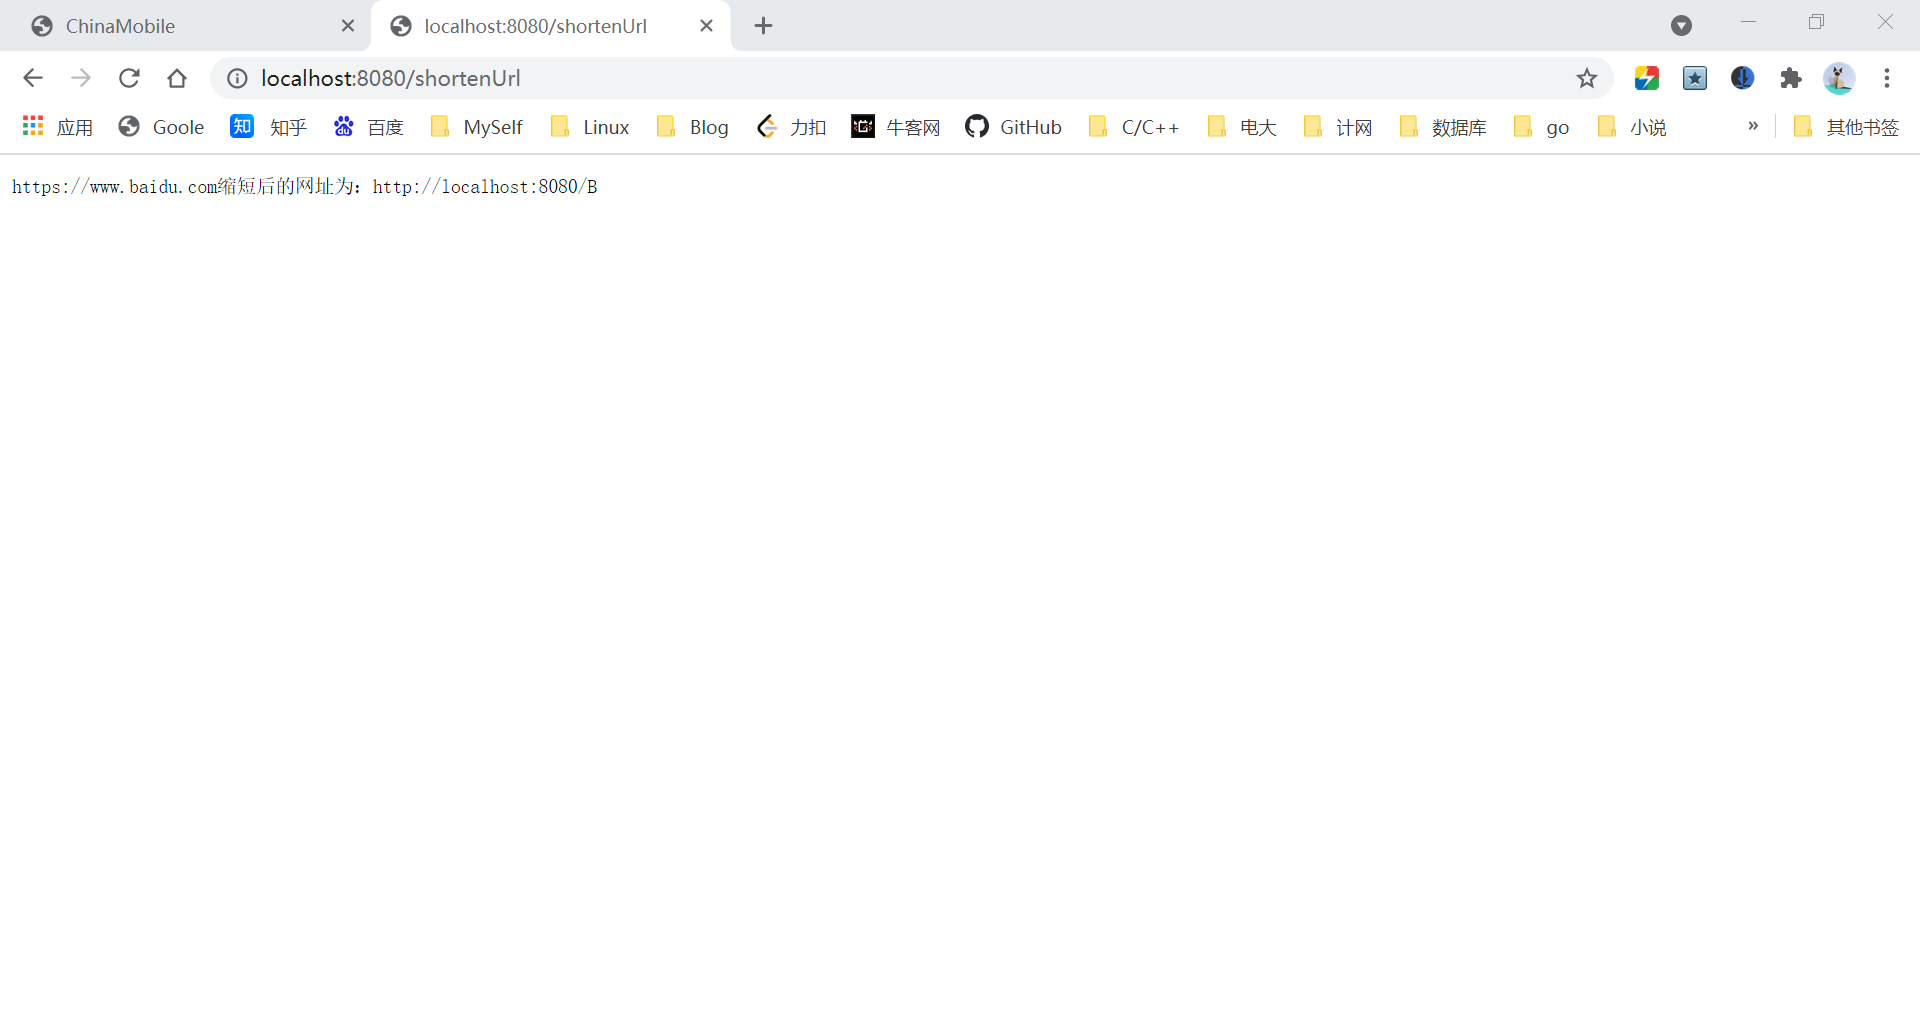 ChinaMobile
localhost:8080/shortenUrl
localhost:8080/shortenUrl
应用 Goole 知乎 百度 MySelf Linux Blog 力扣 牛客网 GitHub C/C++ 电大 计网 数据库 go 小说 » 其他书签
https://www.baidu.com缩短后的网址为：http://localhost:8080/B